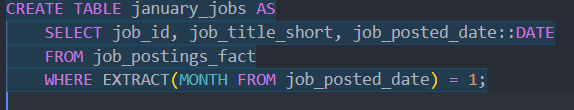 CREATE TABLE january_jobs AS
    SELECT job_id, job_title_short, job_posted_date::DATE
    FROM job_postings_fact
    WHERE EXTRACT(MONTH FROM job_posted_date) = 1;